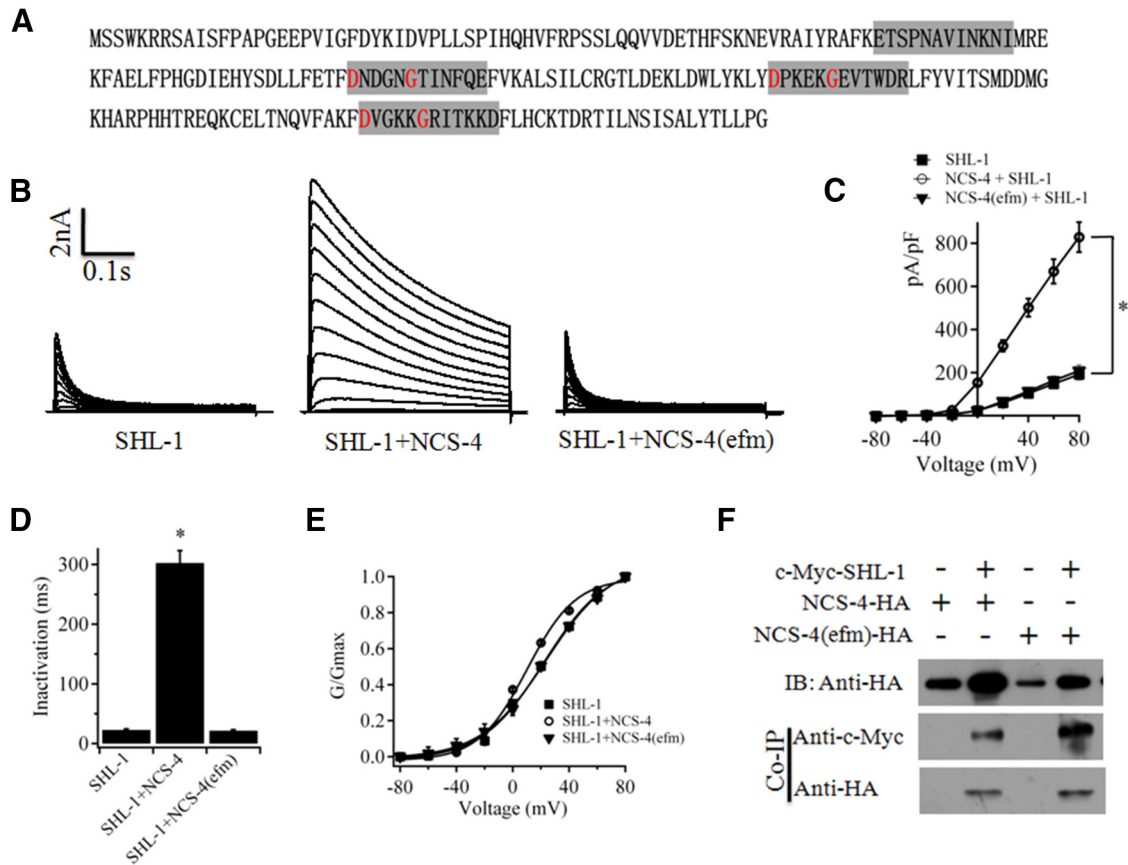 A
MSSWKRRSAISFPAPGEEPVIGFDYKIDVPLLSPIHQHVFRPSSLQQVVDETHFSKNEVRAIYRAFKETSPNAVINKNIMRE
KFAELFPHGDIEHYSDLLFETFDNDGNGTINFQEFVKALSILCRGTLDEKLDWLYKLYDPKEKGEVTWDRLFYVITSMDDMG
KHARPHHTREQKCELTNQVFAKFDVGKKGRITKKDFLHCKTDRTILNSISALYTLLPG
B
2nA
0.1s
SHL-1
SHL-1+NCS-4
SHL-1+NCS-4(efm)
C
SHL-1
NCS-4 + SHL-1
NCS-4(efm) + SHL-1
pA/pF
800
600
400
200
*
-80 -40 40 80
Voltage (mV)
D
*
Inactivation (ms)
300
200
100
0
SHL-1
SHL-1+NCS-4
SHL-1+NCS-4(efm)
E
G/Gmax
1.0
0.8
0.6
0.4
0.2
0.0
SHL-1
SHL-1+NCS-4
SHL-1+NCS-4(efm)
-80 -40 0 40 80
Voltage (mV)
F
c-Myc-SHL-1 - + - +
NCS-4-HA + + - -
NCS-4(efm)-HA - - + +
IB: Anti-HA
Co-IP
Anti-c-Myc
Anti-HA